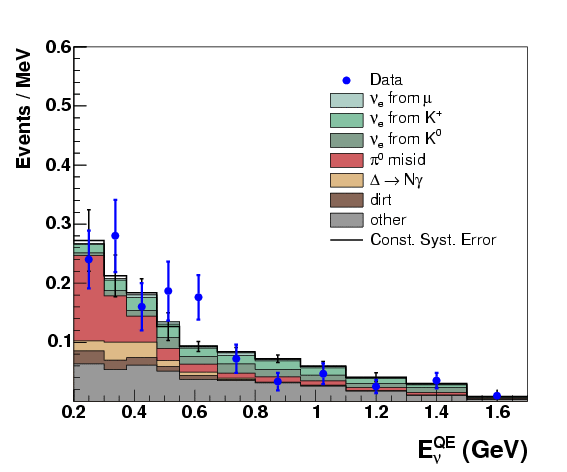 Events / MeV
0.6
0.5
0.4
0.3
0.2
0.1
Data
νe from μ
νe from K+
νe from K0
π0 misid
Δ → Nγ
dirt
other
Const. Syst. Error
0.2 0.4 0.6 0.8 1 1.2 1.4 1.6
EνQE (GeV)